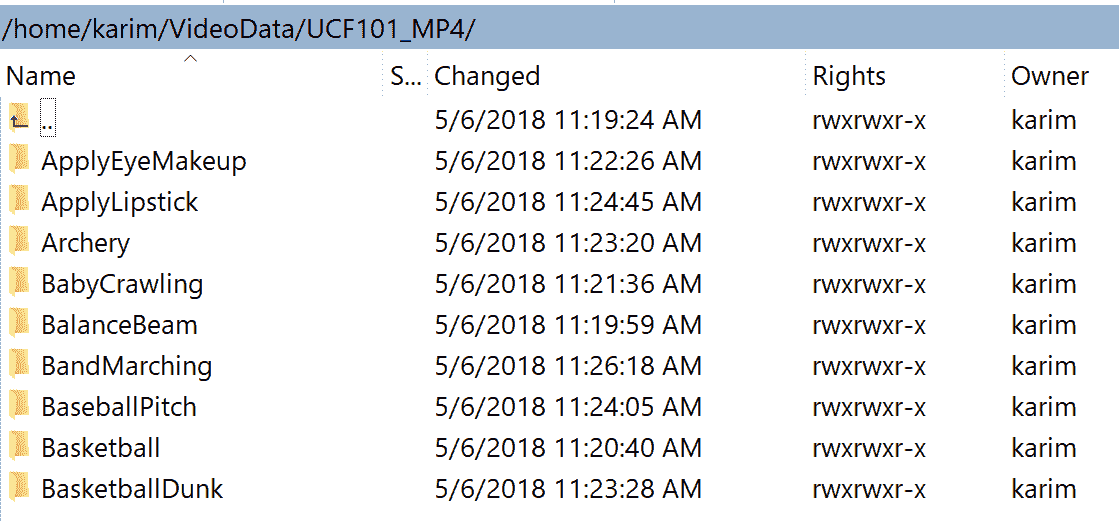 /home/karim/VideoData/UCF101_MP4/
Name S... Changed Rights Owner
.. 5/6/2018 11:19:24 AM rwxrwxr-x karim
ApplyEyeMakeup 5/6/2018 11:22:26 AM rwxrwxr-x karim
ApplyLipstick 5/6/2018 11:24:45 AM rwxrwxr-x karim
Archery 5/6/2018 11:23:20 AM rwxrwxr-x karim
BabyCrawling 5/6/2018 11:21:36 AM rwxrwxr-x karim
BalanceBeam 5/6/2018 11:19:59 AM rwxrwxr-x karim
BandMarching 5/6/2018 11:26:18 AM rwxrwxr-x karim
BaseballPitch 5/6/2018 11:24:05 AM rwxrwxr-x karim
Basketball 5/6/2018 11:20:40 AM rwxrwxr-x karim
BasketballDunk 5/6/2018 11:23:28 AM rwxrwxr-x karim